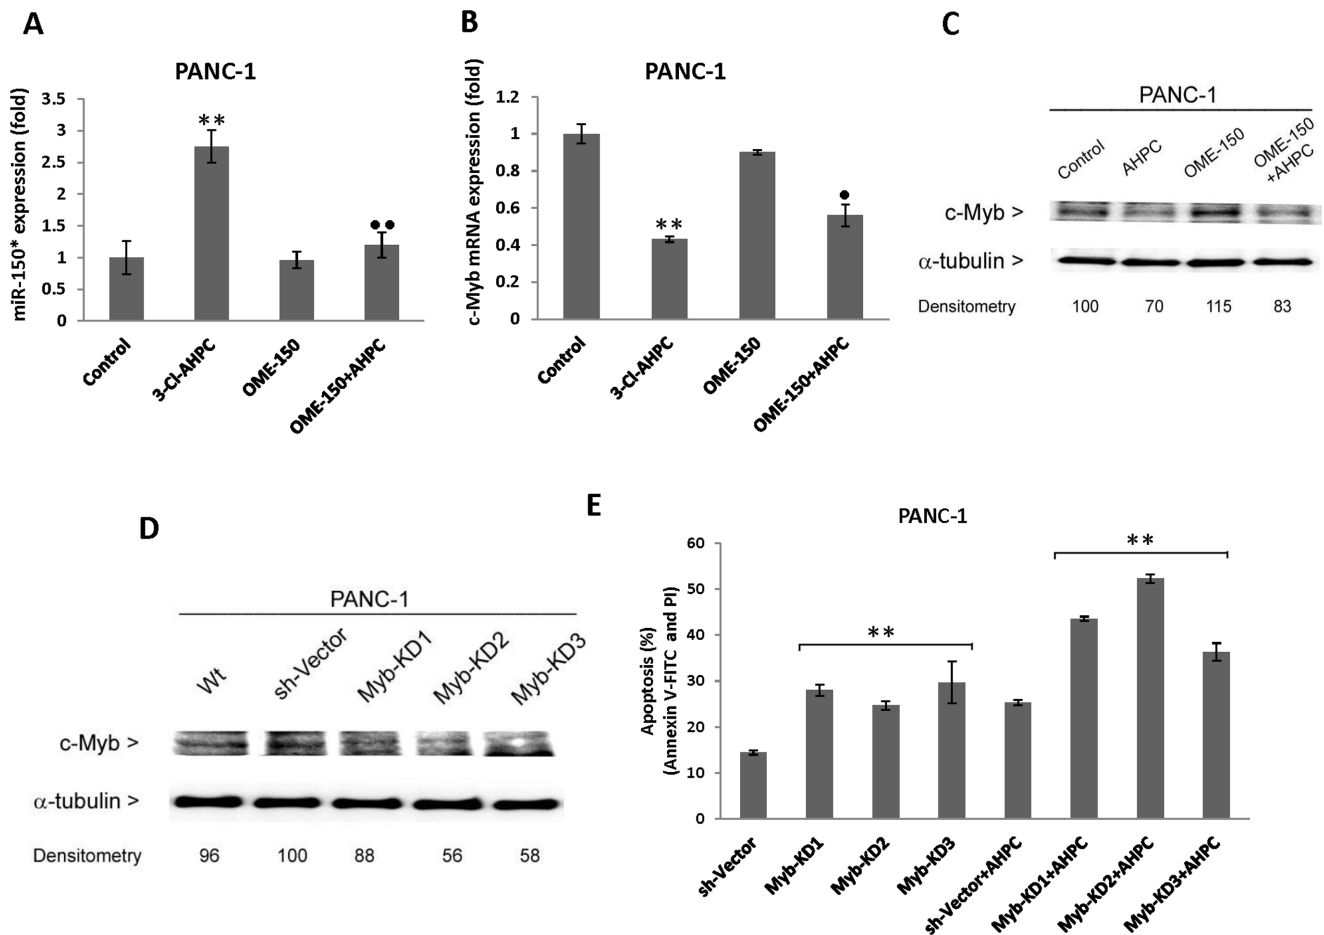 A
PANC-1
miR-150* expression (fold)
3.5
3
2.5
2
1.5
1
0.5
0
**
••
Control
3-Cl-AHPC
OME-150
OME-150+AHPC
B
PANC-1
c-Myb mRNA expression (fold)
1.2
1
0.8
0.6
0.4
0.2
0
**
•
Control
3-Cl-AHPC
OME-150
OME-150+AHPC
C
PANC-1
Control
AHPC
OME-150
OME-150
+AHPC
c-Myb >
α-tubulin >
Densitometry 100 70 115 83
D
PANC-1
Wt
sh-Vector
Myb-KD1
Myb-KD2
Myb-KD3
c-Myb >
α-tubulin >
Densitometry 96 100 88 56 58
E
PANC-1
Apoptosis (%)
(Annexin V-FITC and PI)
60
50
40
30
20
10
0
**
**
sh-Vector
Myb-KD1
Myb-KD2
Myb-KD3
sh-Vector+AHPC
Myb-KD1+AHPC
Myb-KD2+AHPC
Myb-KD3+AHPC